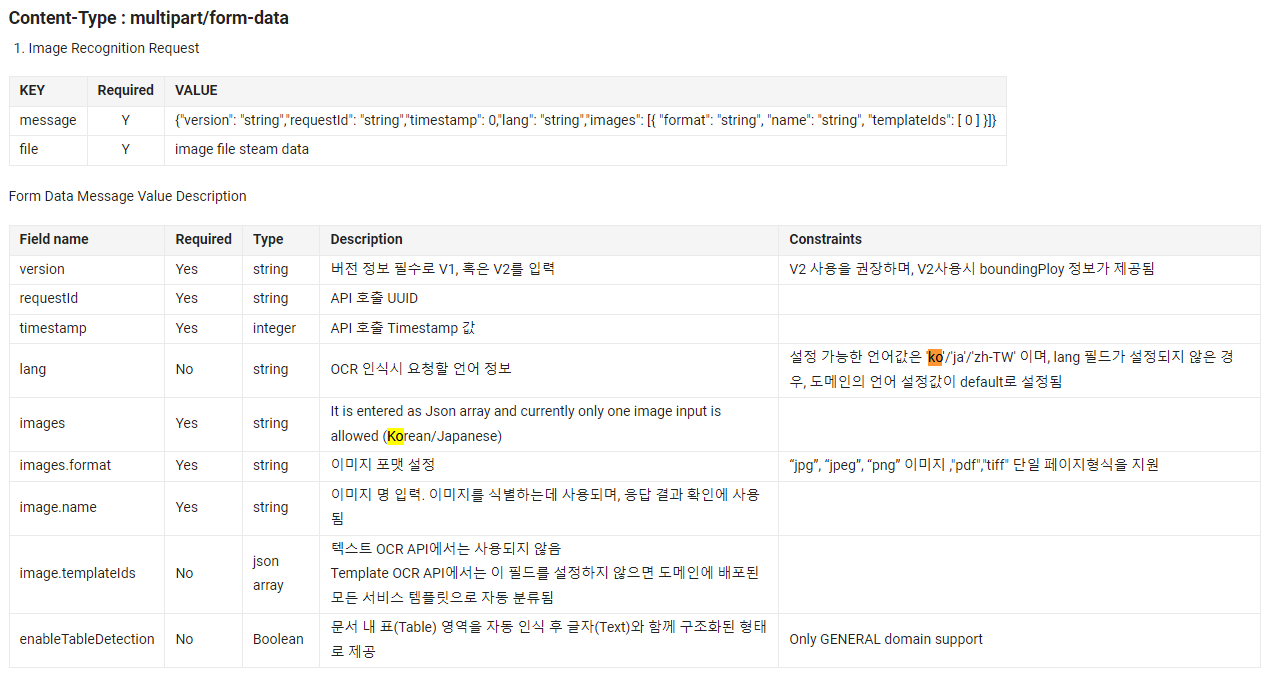 Content-Type : multipart/form-data
1. Image Recognition Request
KEY Required VALUE
message Y {"version": "string","requestId": "string","timestamp": 0,"lang": "string","images": [{ "format": "string", "name": "string", "templateIds": [ 0 ] }]}
file Y image file steam data
Form Data Message Value Description
Field name Required Type Description Constraints
version Yes string 버전 정보 필수로 V1, 혹은 V2를 입력 V2 사용을 권장하며, V2사용시 boundingPloy 정보가 제공됨
requestId Yes string API 호출 UUID
timestamp Yes integer API 호출 Timestamp 값
lang No string OCR 인식시 요청할 언어 정보 설정 가능한 언어값은 'ko'/'ja'/'zh-TW' 이며, lang 필드가 설정되지 않은 경
우, 도메인의 언어 설정값이 default로 설정됨
images Yes string It is entered as Json array and currently only one image input is
allowed (Korean/Japanese)
images.format Yes string 이미지 포맷 설정 “jpg”, “jpeg”, “png” 이미지 ,"pdf","tiff" 단일 페이지형식을 지원
image.name Yes string 이미지 명 입력. 이미지를 식별하는데 사용되며, 응답 결과 확인에 사용
됨
image.templateIds No json
array 텍스트 OCR API에서는 사용되지 않음
Template OCR API에서는 이 필드를 설정하지 않으면 도메인에 배포된
모든 서비스 템플릿으로 자동 분류됨
enableTableDetection No Boolean 문서 내 표(Table) 영역을 자동 인식 후 글자(Text)와 함께 구조화된 형태
로 제공 Only GENERAL domain support